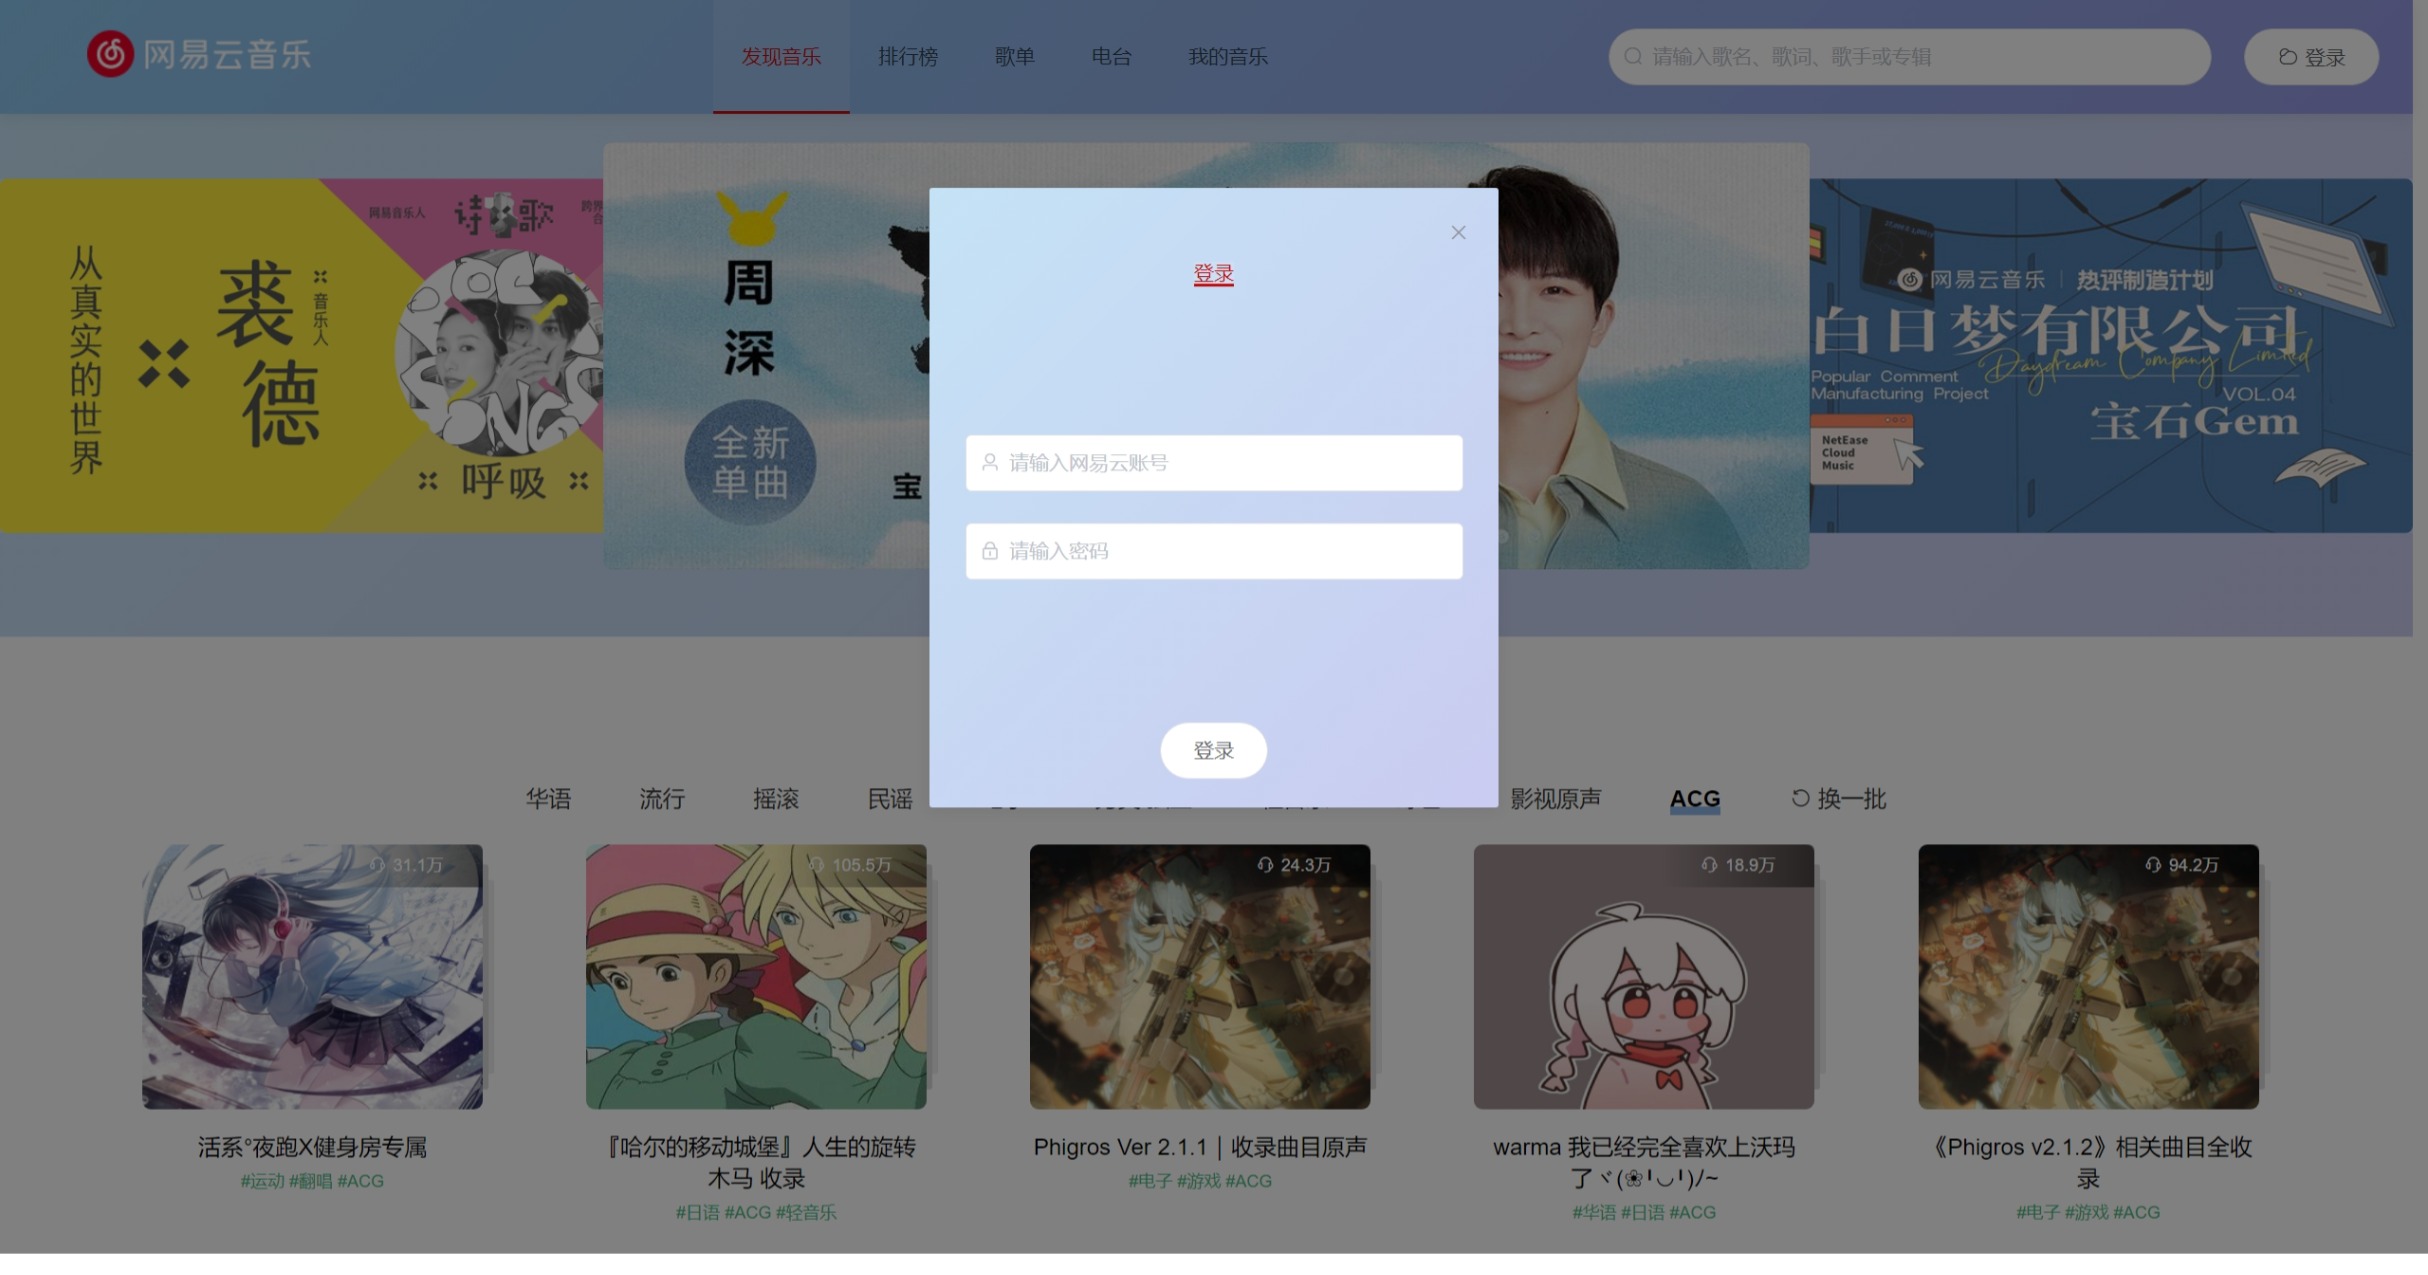 网易云音乐
发现音乐 排行榜 歌单 电台 我的音乐
请输入歌名、歌词、歌手或专辑
登录
从真实的世界
裘德
音乐人
网易音乐人
诗歌
呼吸
周深
全新
单曲
宝
网易云音乐 | 热评制造计划
白日梦有限公司
Daydream Company Limited
Popular Comment
Manufacturing Project
VOL.04
宝石Gem
NetEase
Cloud
Music
登录
请输入网易云账号
请输入密码
登录
华语 流行 摇滚 民谣 影视原声 ACG 换一批
31.1万
105.5万
24.3万
18.9万
94.2万
活系°夜跑X健身房专属
#运动 #翻唱 #ACG
『哈尔的移动城堡』人生的旋转
木马 收录
#日语 #ACG #轻音乐
Phigros Ver 2.1.1｜收录曲目原声
#电子 #游戏 #ACG
warma 我已经完全喜欢上沃玛
了ヾ(❀╹◡╹)ﾉ~
#华语 #日语 #ACG
《Phigros v2.1.2》相关曲目全收
录
#电子 #游戏 #ACG